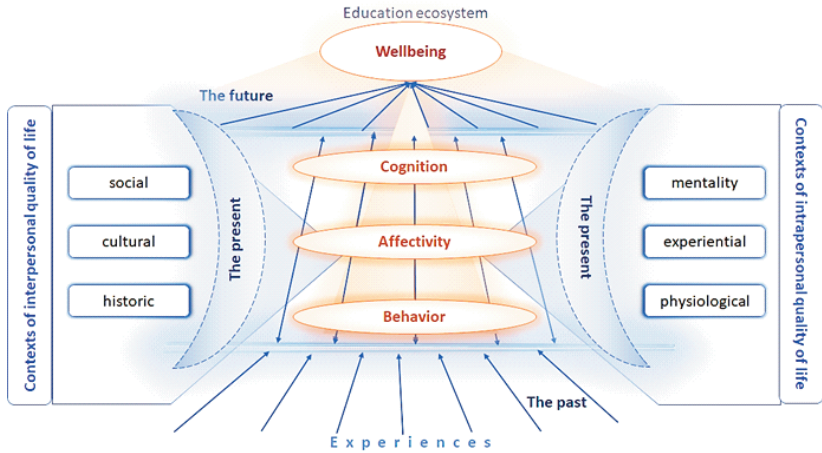 Education ecosystem
Wellbeing
The future
Contexts of interpersonal quality of life
social
cultural
historic
The present
Cognition
Affectivity
Behavior
The present
mentality
experiential
physiological
Contexts of intrapersonal quality of life
The past
Experiences